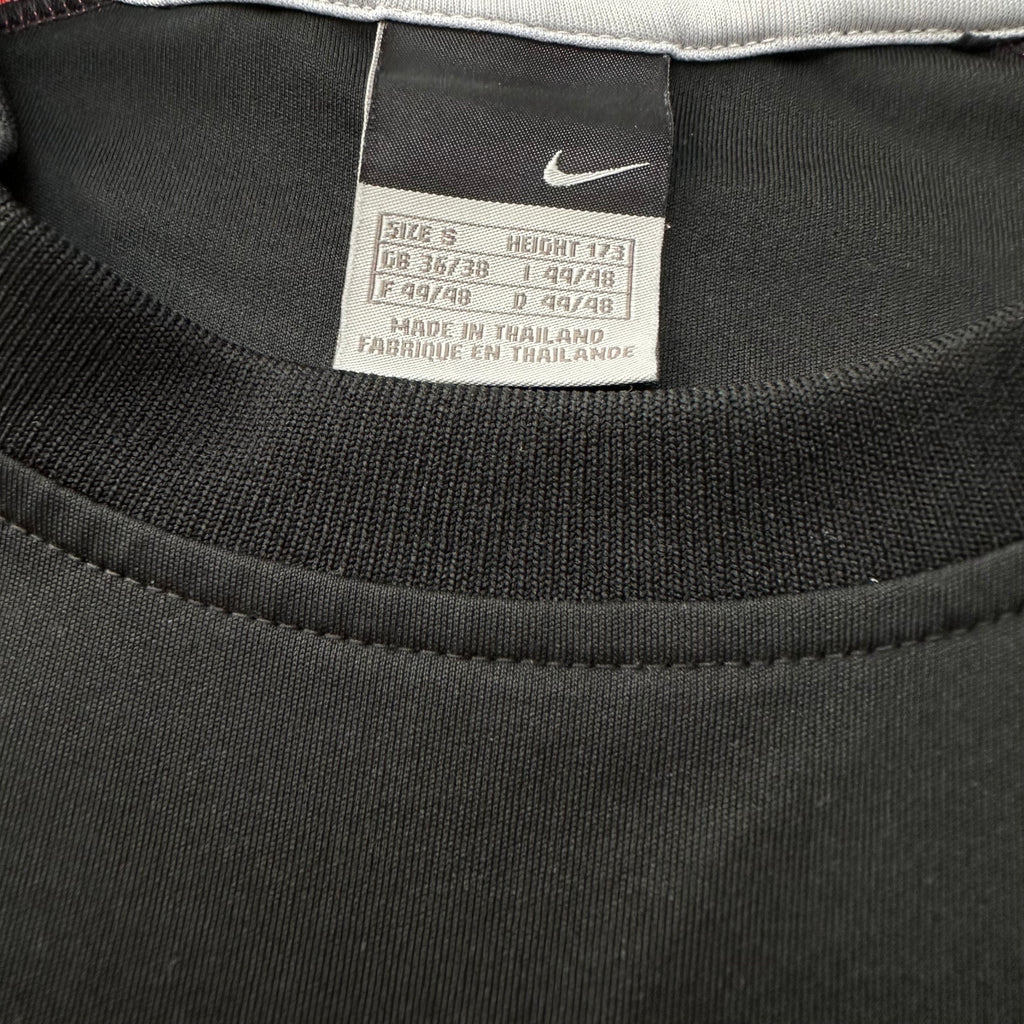 SIZE S HEIGHT 173
GB 36/38 I 44/48
F 44/48 D 44/48
MADE IN THAILAND
FABRIQUE EN THAILANDE